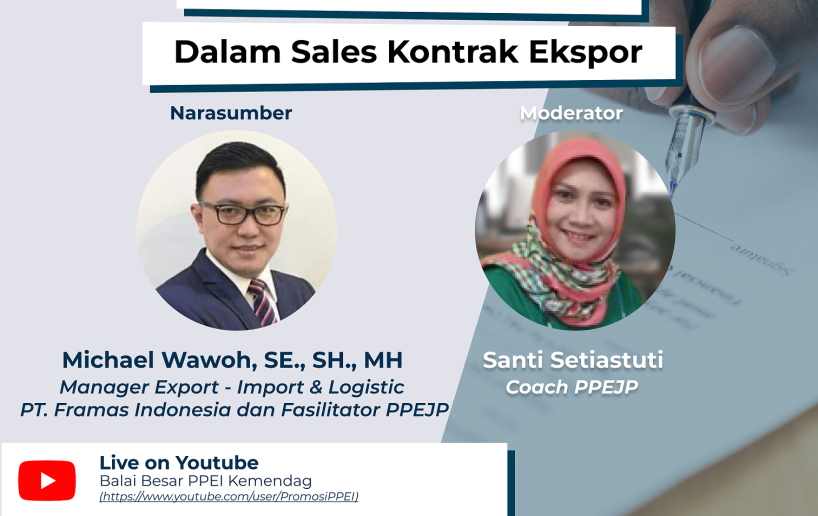 Dalam Sales Kontrak Ekspor
Narasumber
Moderator
Michael Wawoh, SE., SH., MH
Manager Export - Import & Logistic
PT. Framas Indonesia dan Fasilitator PPEJP
Santi Setiastuti
Coach PPEJP
Signature
Financial
Live on Youtube
Balai Besar PPEI Kemendag
(https://www.youtube.com/user/PromosiPPEI)